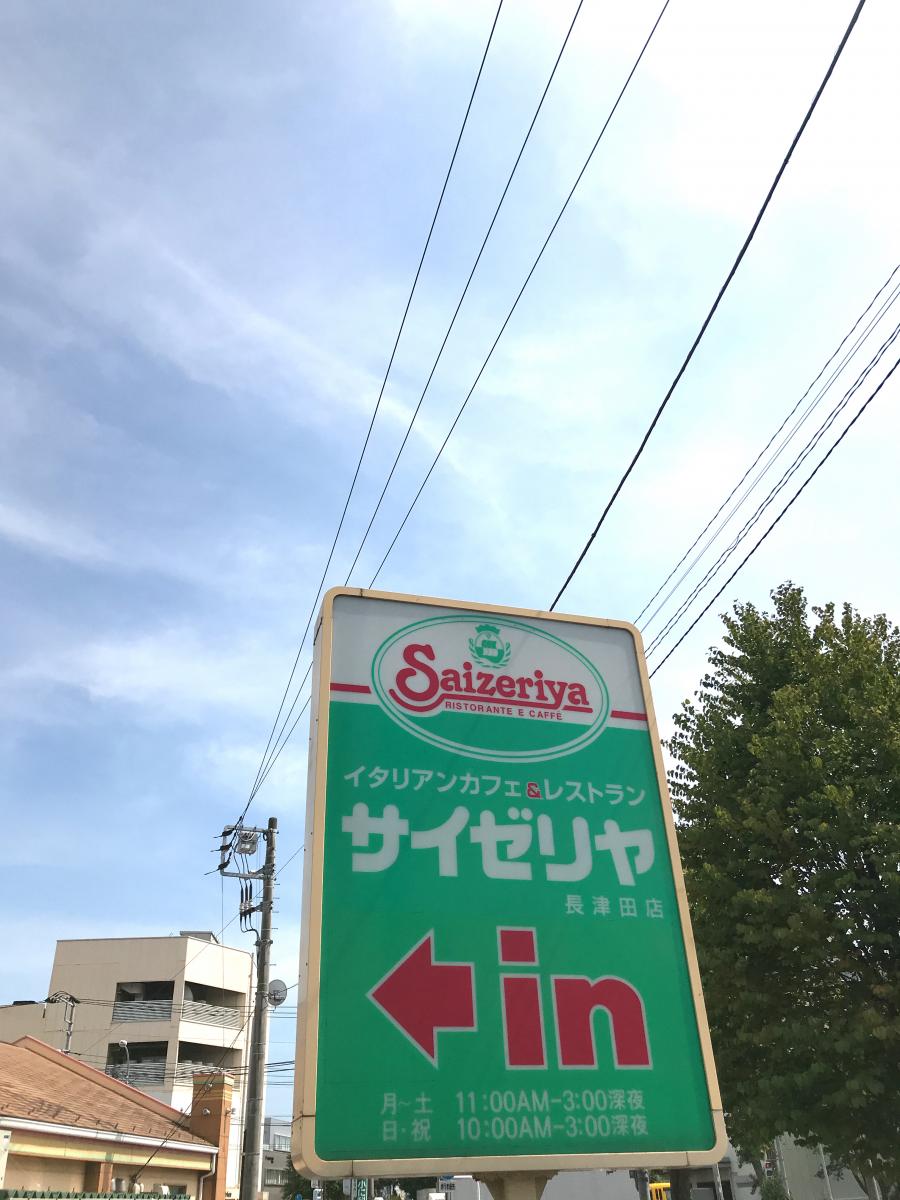 Saizeriya
RISTORANTE E CAFFÈ
イタリアンカフェ&レストラン
サイゼリヤ
長津田店
in
月〜土 11:00AM-3:00深夜
日・祝 10:00AM-3:00深夜